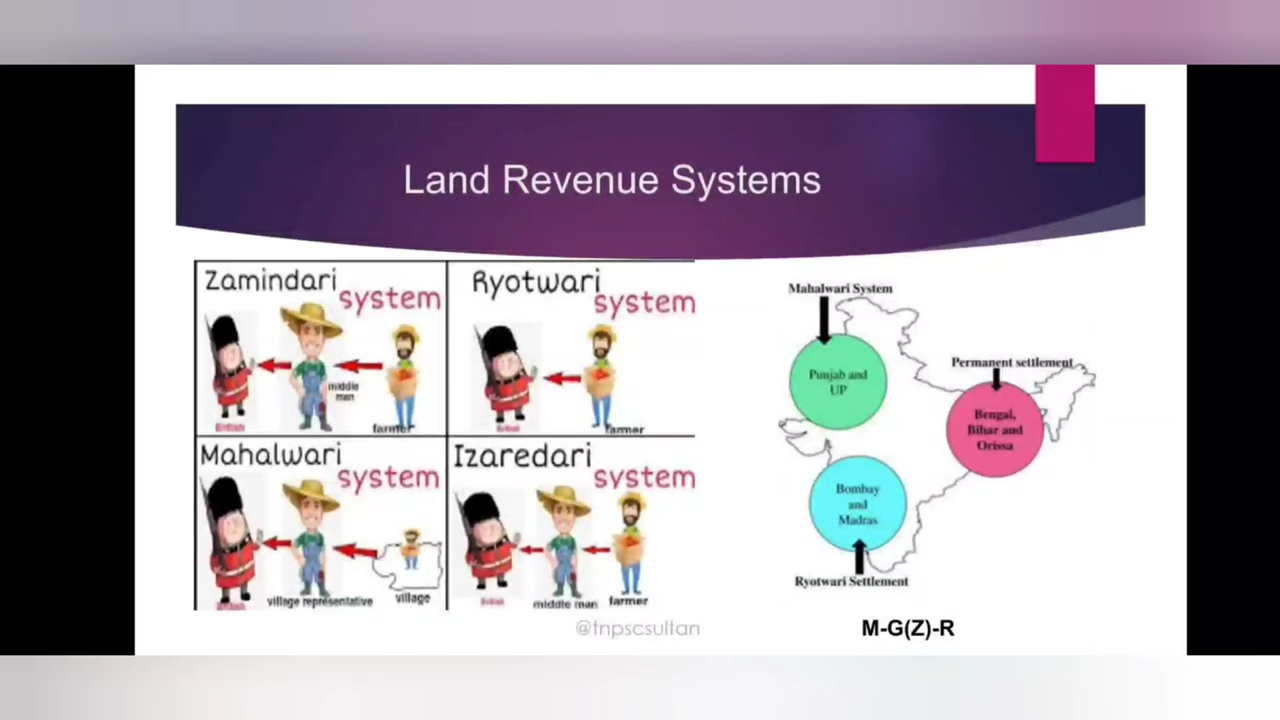 Land Revenue Systems
Zamindari
system
middle
man
British
farmer
Ryotwari
system
British
farmer
Mahalwari
system
British
village representative
village
Izaredari
system
British
middle man
farmer
Mahalwari System
Punjab and
UP
Permanent settlement
Bengal,
Bihar and
Orissa
Bombay
and
Madras
Ryotwari Settlement
@tnpscsultan
M-G(Z)-R